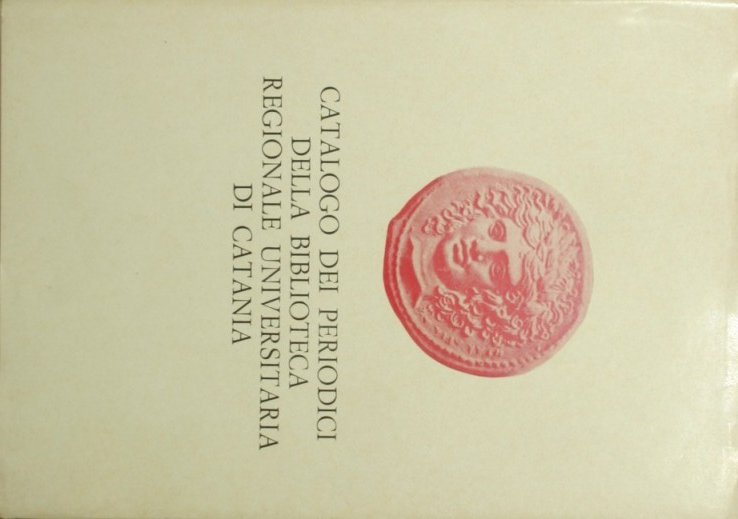 CATALOGO DEI PERIODICI
DELLA BIBLIOTECA
REGIONALE UNIVERSITARIA
DI CATANIA